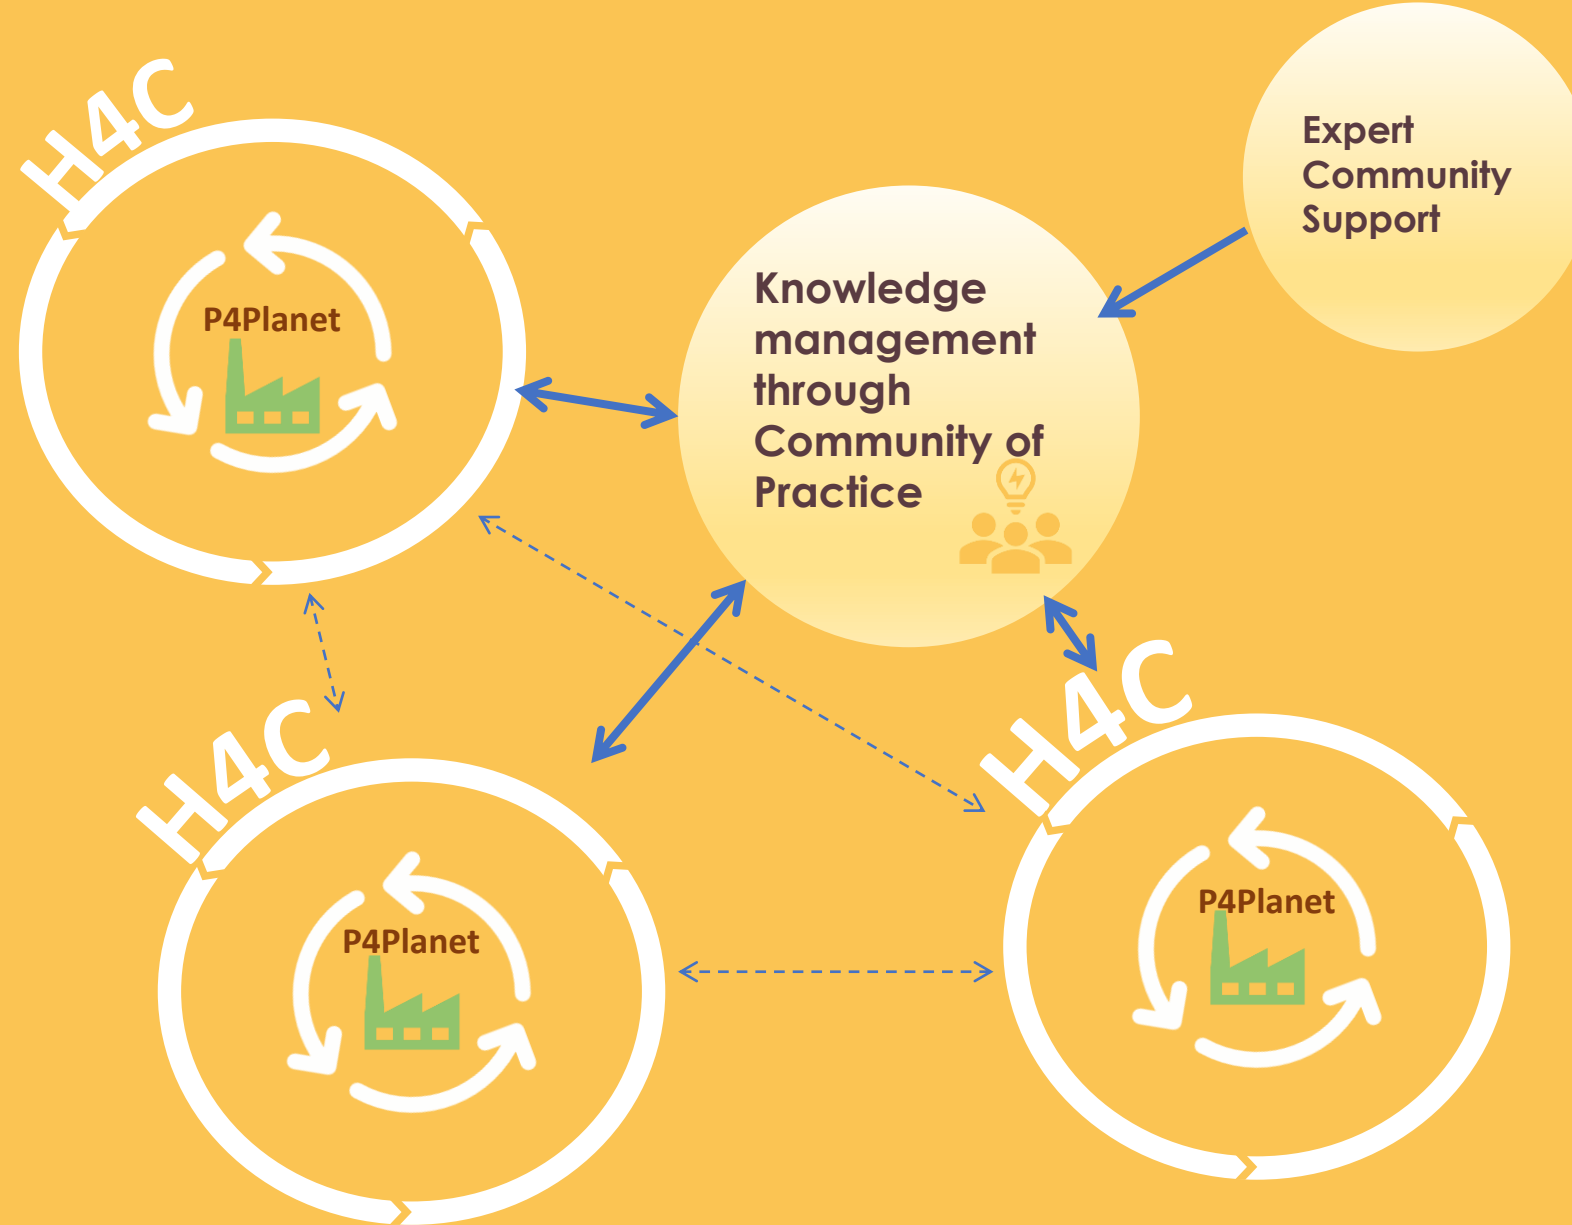 H4C
P4Planet
Expert
Community
Support
Knowledge
management
through
Community of
Practice
H4C
P4Planet
H4C
P4Planet